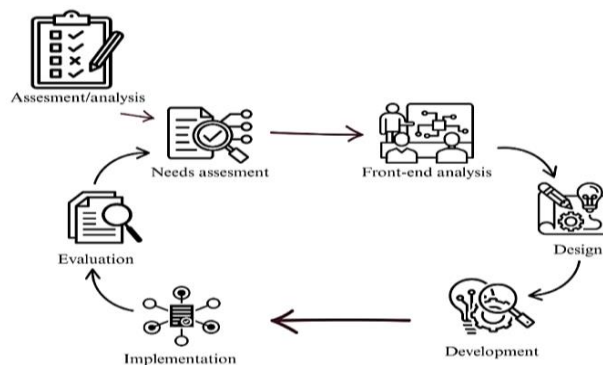 Assesment/analysis
Needs assesment
Front-end analysis
Evaluation
Design
Implementation
Development